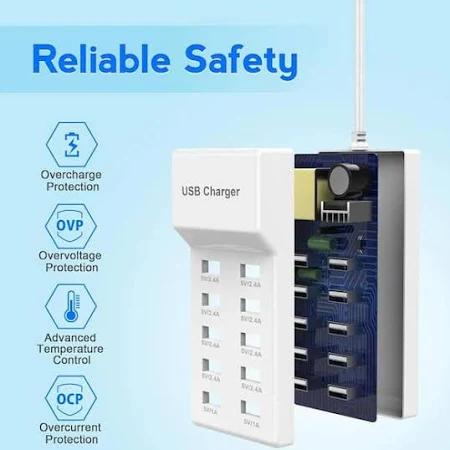 Reliable Safety
Overcharge
Protection
OVP
Overvoltage
Protection
Advanced
Temperature
Control
OCP
Overcurrent
Protection
USB Charger
5V/2.4A
5V/2.4A
5V/2.4A
5V/2.4A
5V/2.4A
5V/2.4A
5V/2.4A
5V/2.4A
5V/1A
5V/1A